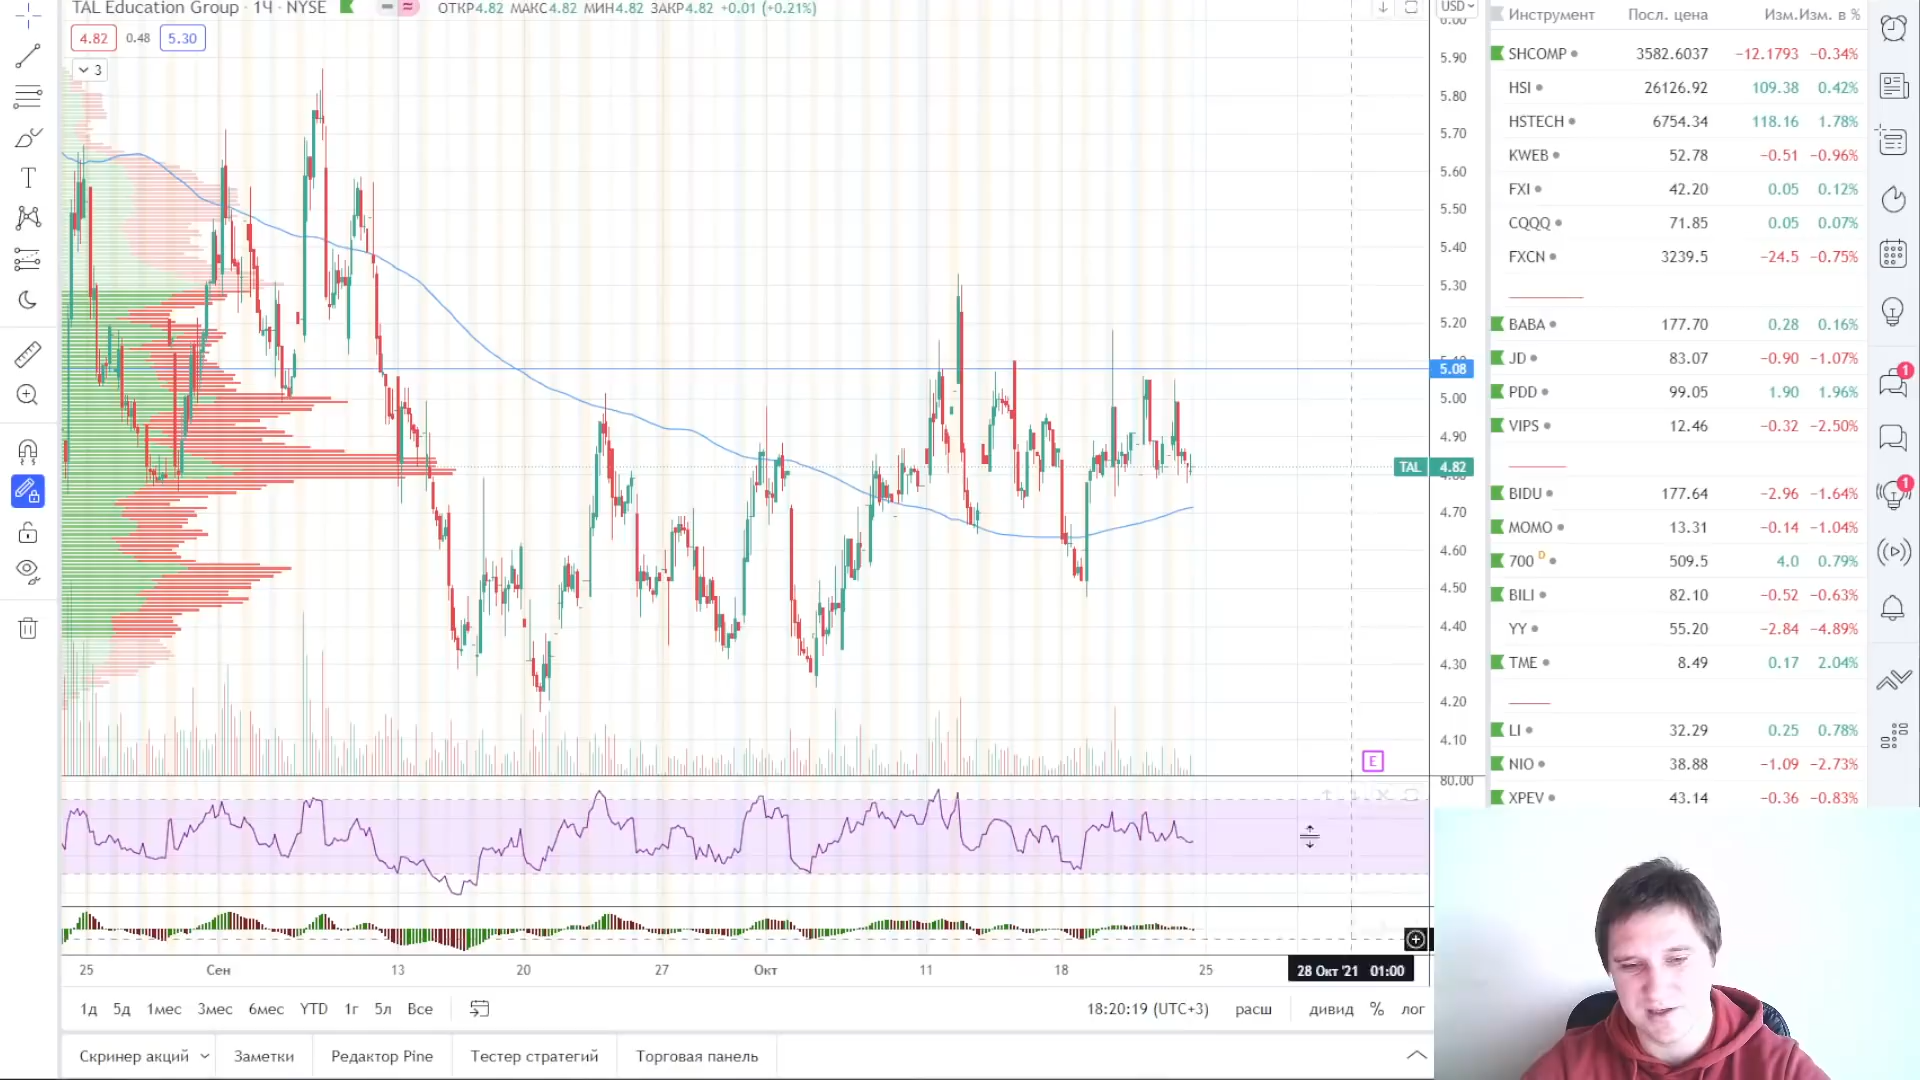 TAL Education Group · 1Ч · NYSE ОТКР4.82 МАКС4.82 МИН4.82 ЗАКР4.82 +0.01 (+0.21%)
4.82 0.48 5.30
3
USD
6.00
5.90
5.80
5.70
5.60
5.50
5.40
5.30
5.20
5.08
5.00
4.90
TAL 4.82
4.70
4.60
4.50
4.40
4.30
4.20
4.10
80.00
E
25 Сен 13 20 27 Окт 11 18 25 28 Окт '21 01:00
1д 5д 1мес 3мес 6мес YTD 1г 5л Все 18:20:19 (UTC+3) расш дивид % лог
Скринер акций Заметки Редактор Pine Тестер стратегий Торговая панель
Инструмент Посл. цена Изм. Изм. в %
SHCOMP 3582.6037 −12.1793 −0.34%
HSI 26126.92 109.38 0.42%
HSTECH 6754.34 118.16 1.78%
KWEB 52.78 −0.51 −0.96%
FXI 42.20 0.05 0.12%
CQQQ 71.85 0.05 0.07%
FXCN 3239.5 −24.5 −0.75%
BABA 177.70 0.28 0.16%
JD 83.07 −0.90 −1.07%
PDD 99.05 1.90 1.96%
VIPS 12.46 −0.32 −2.50%
BIDU 177.64 −2.96 −1.64%
MOMO 13.31 −0.14 −1.04%
700 D 509.5 4.0 0.79%
BILI 82.10 −0.52 −0.63%
YY 55.20 −2.84 −4.89%
TME 8.49 0.17 2.04%
LI 32.29 0.25 0.78%
NIO 38.88 −1.09 −2.73%
XPEV 43.14 −0.36 −0.83%
1
1